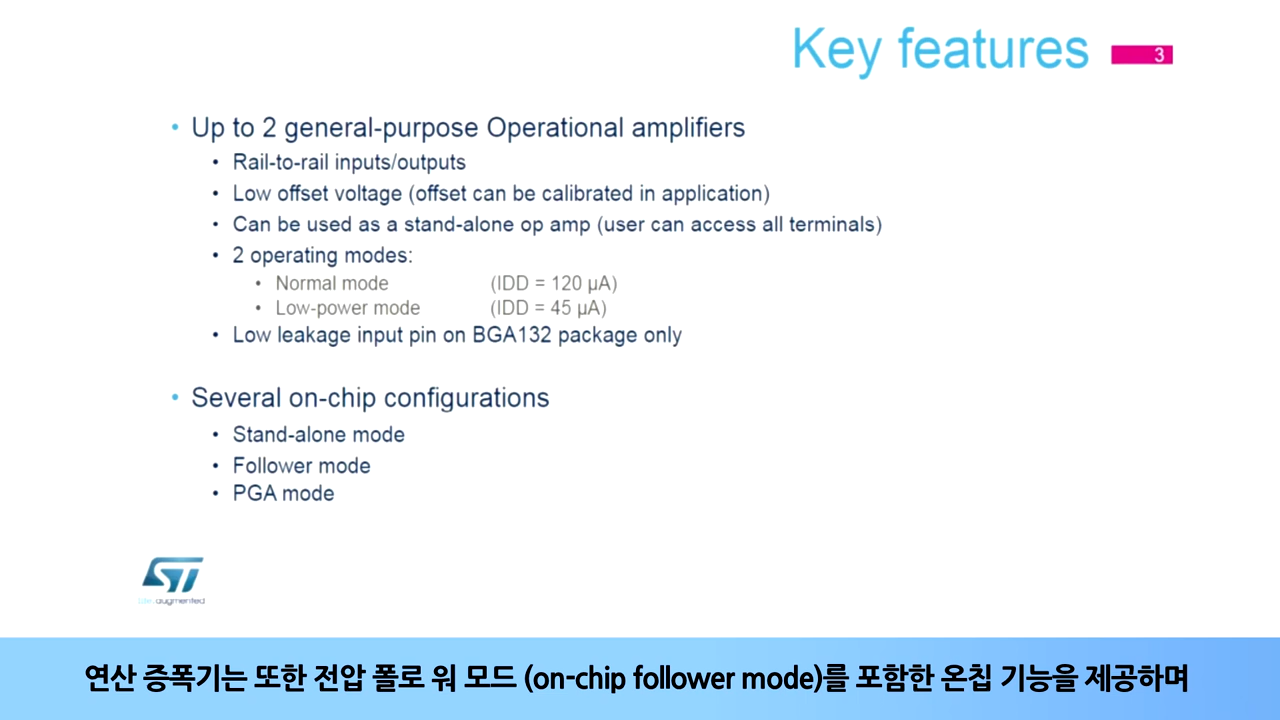 Key features
3
• Up to 2 general-purpose Operational amplifiers
• Rail-to-rail inputs/outputs
• Low offset voltage (offset can be calibrated in application)
• Can be used as a stand-alone op amp (user can access all terminals)
• 2 operating modes:
• Normal mode (IDD = 120 µA)
• Low-power mode (IDD = 45 µA)
• Low leakage input pin on BGA132 package only
• Several on-chip configurations
• Stand-alone mode
• Follower mode
• PGA mode
ST
life.augmented
연산 증폭기는 또한 전압 폴로 워 모드 (on-chip follower mode)를 포함한 온칩 기능을 제공하며